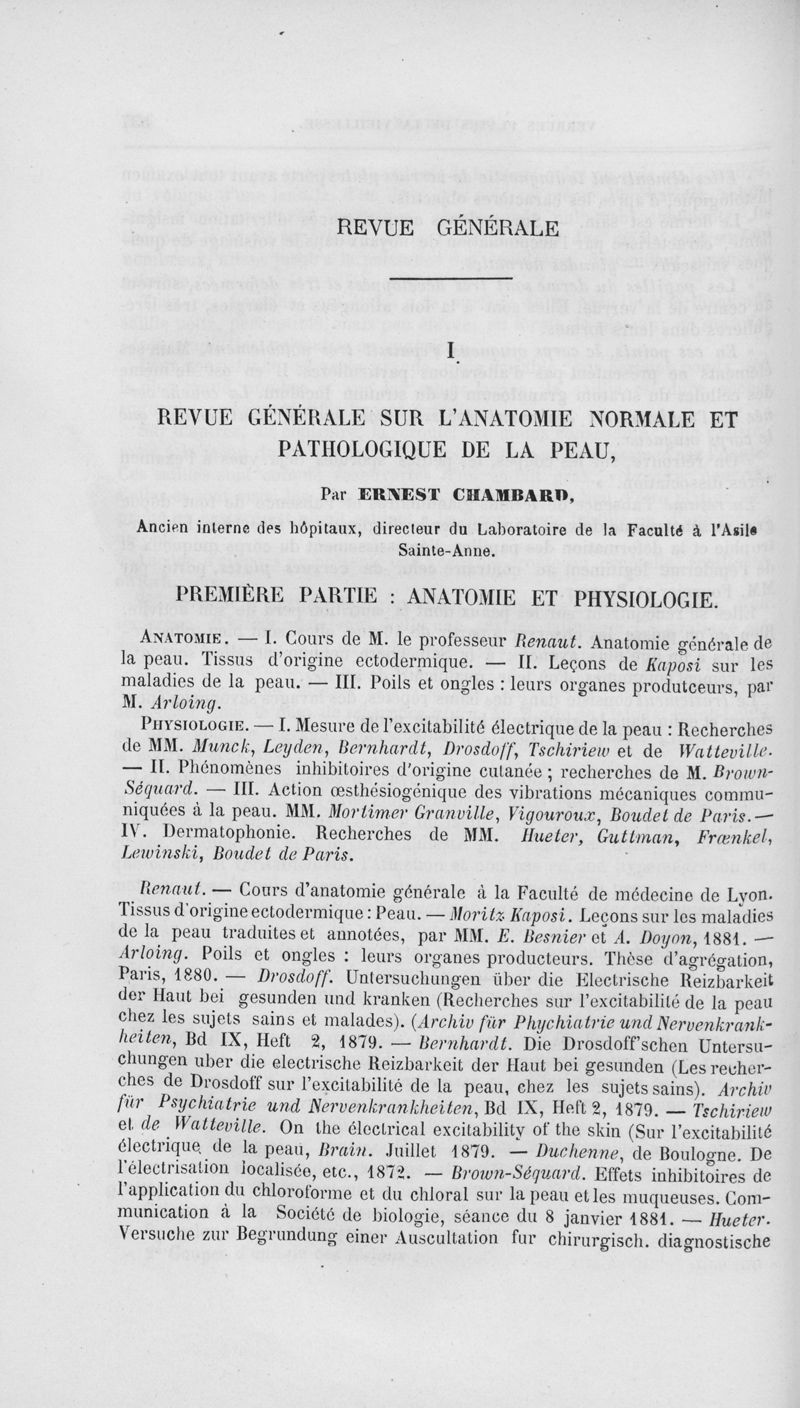 REVUE GÉNÉRALE
I
REVUE GÉNÉRALE SUR L'ANATOMIE NORMALE ET
PATHOLOGIQUE DE LA PEAU,
Par ERNEST CHAMBARD,
Ancien interne des hôpitaux, directeur du Laboratoire de la Faculté à l'Asile
Sainte-Anne.
PREMIÈRE PARTIE : ANATOMIE ET PHYSIOLOGIE.
ANATOMIE. — I. Cours de M. le professeur Renaut. Anatomie générale de
la peau. Tissus d'origine ectodermique. — II. Leçons de Kaposi sur les
maladies de la peau. — III. Poils et ongles : leurs organes produtceurs, par
M. Arloing.
PHYSIOLOGIE. — I. Mesure de l'excitabilité électrique de la peau : Recherches
de MM. Munck, Leyden, Bernhardt, Drosdoff, Tschiriew et de Watteville.
— II. Phénomènes inhibitoires d'origine cutanée ; recherches de M. Brown-
Séquard. — III. Action œsthésiogénique des vibrations mécaniques commu-
niquées à la peau. MM. Mortimer Granville, Vigouroux, Boudet de Paris. —
IV. Dermatophonie. Recherches de MM. Hueter, Guttman, Frœnkel,
Lewinski, Boudet de Paris.
Renaut. — Cours d'anatomie générale à la Faculté de médecine de Lyon.
Tissus d'origine ectodermique : Peau. — Moritz Kaposi. Leçons sur les maladies
de la peau traduites et annotées, par MM. E. Besnier et A. Doyon, 1881. —
Arloing. Poils et ongles : leurs organes producteurs. Thèse d'agrégation,
Paris, 1880. — Drosdoff. Untersuchungen über die Electrische Reizbarkeit
der Haut bei gesunden und kranken (Recherches sur l'excitabilité de la peau
chez les sujets sains et malades). (Archiv für Phychiatrie und Nervenkrank-
heiten, Bd IX, Heft 2, 1879. — Bernhardt. Die Drosdoff'schen Untersu-
chungen uber die electrische Reizbarkeit der Haut bei gesunden (Les recher-
ches de Drosdoff sur l'excitabilité de la peau, chez les sujets sains). Archiv
für Psychiatrie und Nervenkrankheiten, Bd IX, Heft 2, 1879. — Tschiriew
et de Watteville. On the électrical excitability of the skin (Sur l'excitabilité
électrique de la peau, Brain. Juillet 1879. — Duchenne, de Boulogne. De
l'électrisation localisée, etc., 1872. — Brown-Séquard. Effets inhibitoires de
l'application du chloroforme et du chloral sur la peau et les muqueuses. Com-
munication à la Société de biologie, séance du 8 janvier 1881. — Hueter.
Versuche zur Begrundung einer Auscultation fur chirurgisch. diagnostische